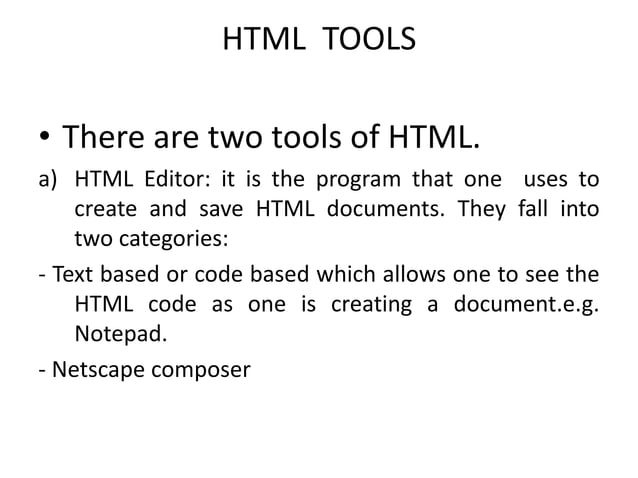 HTML TOOLS
• There are two tools of HTML.
a) HTML Editor: it is the program that one uses to
create and save HTML documents. They fall into
two categories:
- Text based or code based which allows one to see the
HTML code as one is creating a document.e.g.
Notepad.
- Netscape composer